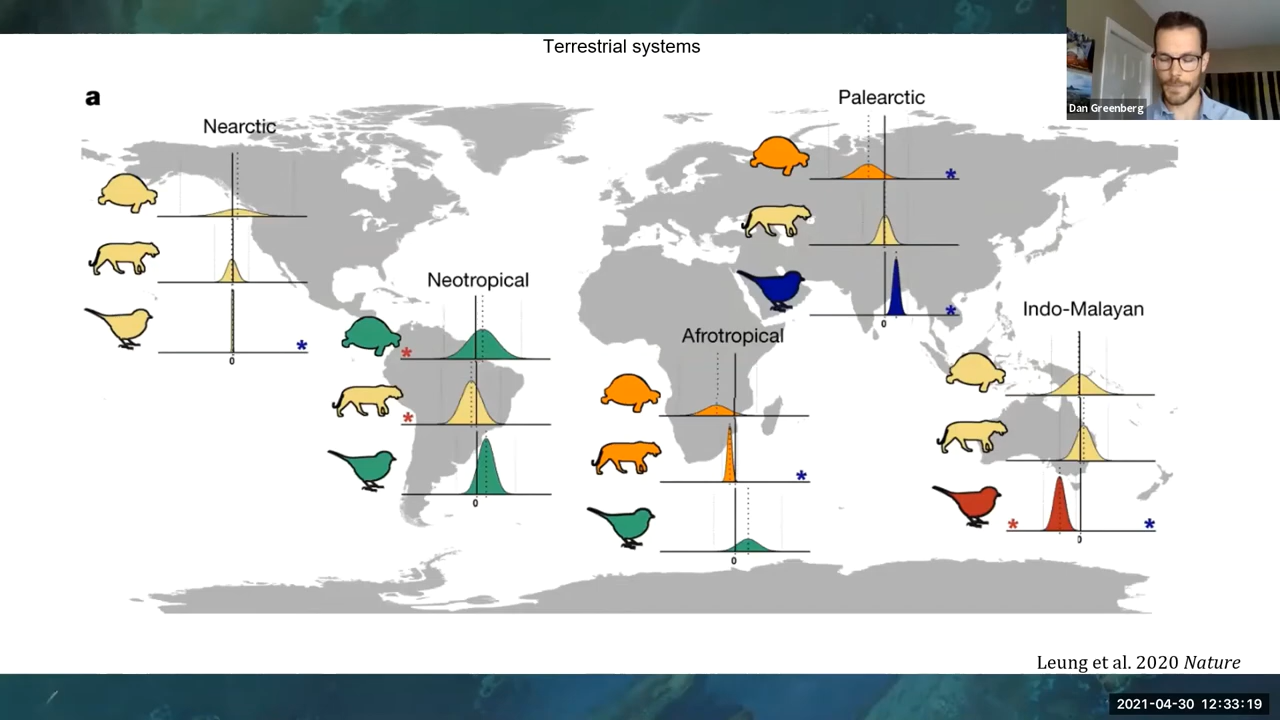 Terrestrial systems
Dan Greenberg
a
Palearctic
Nearctic
Neotropical
*
*
Indo-Malayan
*
0
Afrotropical
*
0
*
*
0
*
*
*
0
0
Leung et al. 2020 Nature
2021-04-30 12:33:19